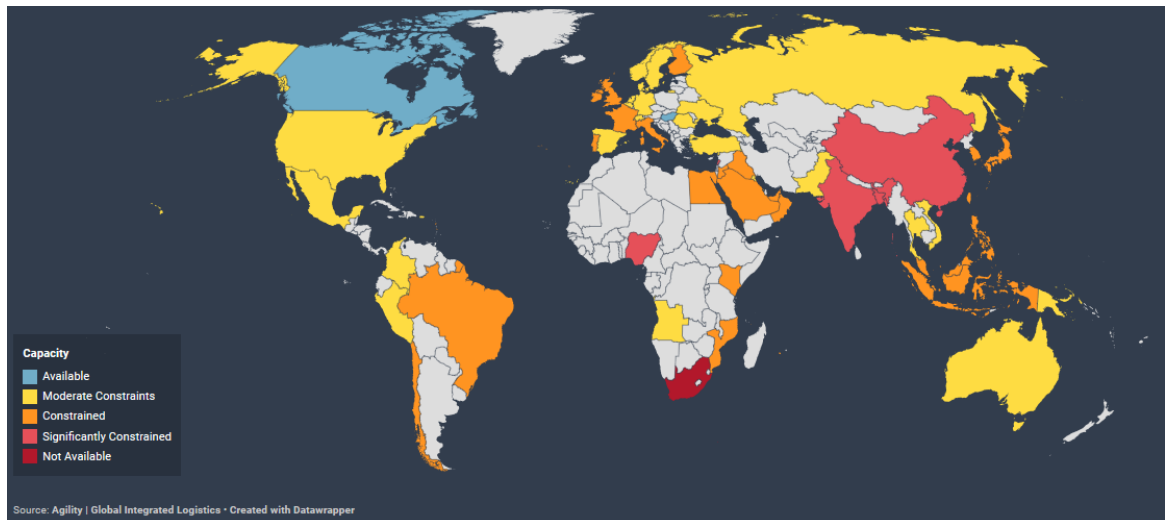 Capacity
Available
Moderate Constraints
Constrained
Significantly Constrained
Not Available
Source: Agility | Global Integrated Logistics • Created with Datawrapper